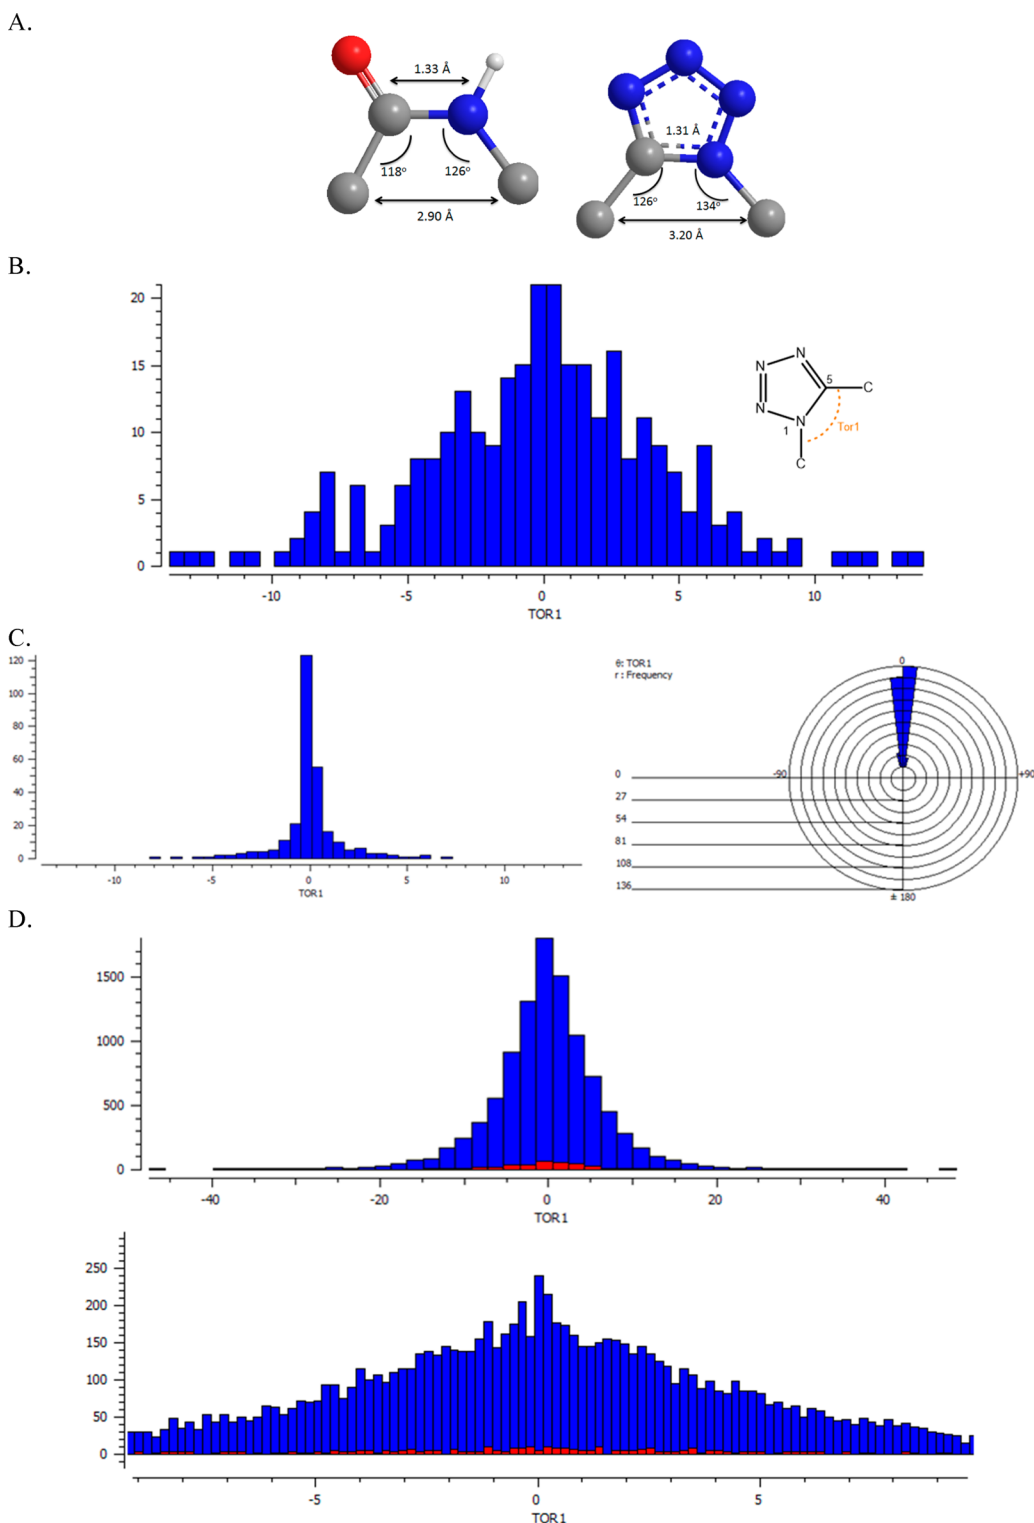 A.
1.33 Å
118°
126°
2.90 Å
1.31 Å
126°
134°
3.20 Å
B.
20
15
10
5
0
-10
-5
0
5
10
TOR1
N
N
N
N
5
1
C
C
Tor1
C.
120
100
80
60
40
20
0
-10
-5
0
5
10
TOR1
θ: TOR1
r : Frequency
0
-90
+90
± 180
0
27
54
81
108
136
D.
1500
1000
500
0
-40
-20
0
20
40
TOR1
250
200
150
100
50
0
-5
0
5
TOR1